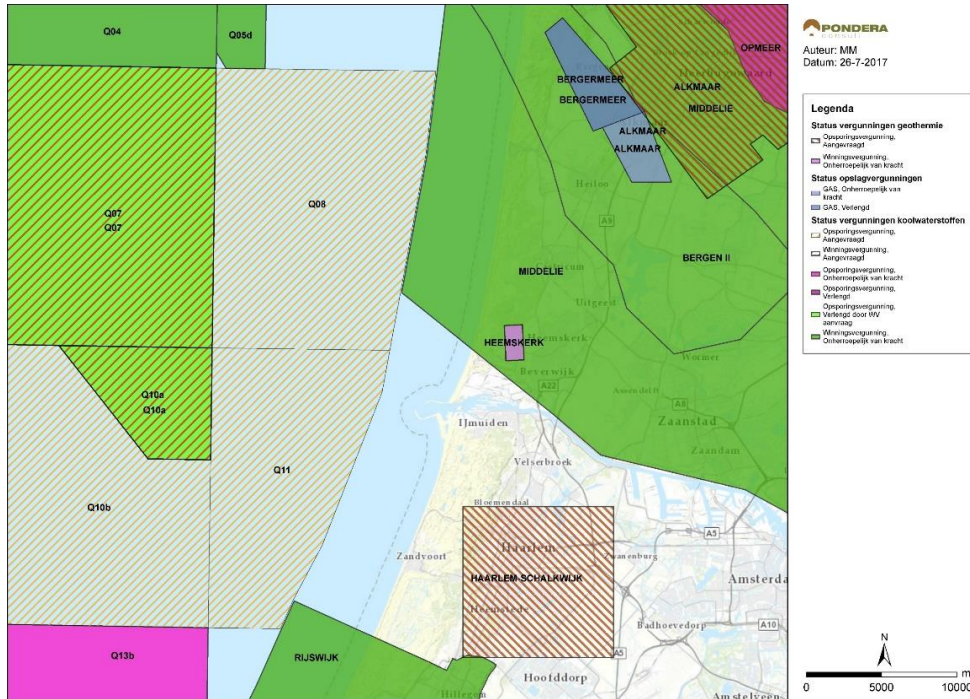 Q04
Q05d
OPMEER
BERGERMEER
ALKMAAR
BERGERMEER
MIDDELIE
ALKMAAR
ALKMAAR
Heiloo
A9
Q08
Q07
Q07
BERGEN II
MIDDELIE
Castricum
Uitgeest
HEEMSKERK
Heemskerk
Wormer
Beverwijk
A22
Assendelft
Q10a
Q10a
A8
IJmuiden
Zaanstad
Zaandam
Velserbroek
Q11
Bloemendaal
Q10b
A5
Haarlem
Zandvoort
Zwanenburg
HAARLEM-SCHALKWIJK
Amsterda
Heemstede
Badhoevedorp
A10
Q13b
RIJSWIJK
A5
Hoofddorp
Hillegom
Amstelveen
PONDERA
consult
Auteur: MM
Datum: 26-7-2017
Legenda
Status vergunningen geothermie
Opsporingsvergunning,
Aangevraagd
Winningsvergunning,
Onherroepelijk van kracht
Status opslagvergunningen
GAS, Onherroepelijk van
kracht
GAS, Verlengd
Status vergunningen koolwaterstoffen
Opsporingsvergunning,
Aangevraagd
Winningsvergunning,
Aangevraagd
Opsporingsvergunning,
Onherroepelijk van kracht
Opsporingsvergunning,
Verlengd
Opsporingsvergunning,
Verlengd door WV
aanvraag
Winningsvergunning,
Onherroepelijk van kracht
N
m
0 5000 10000